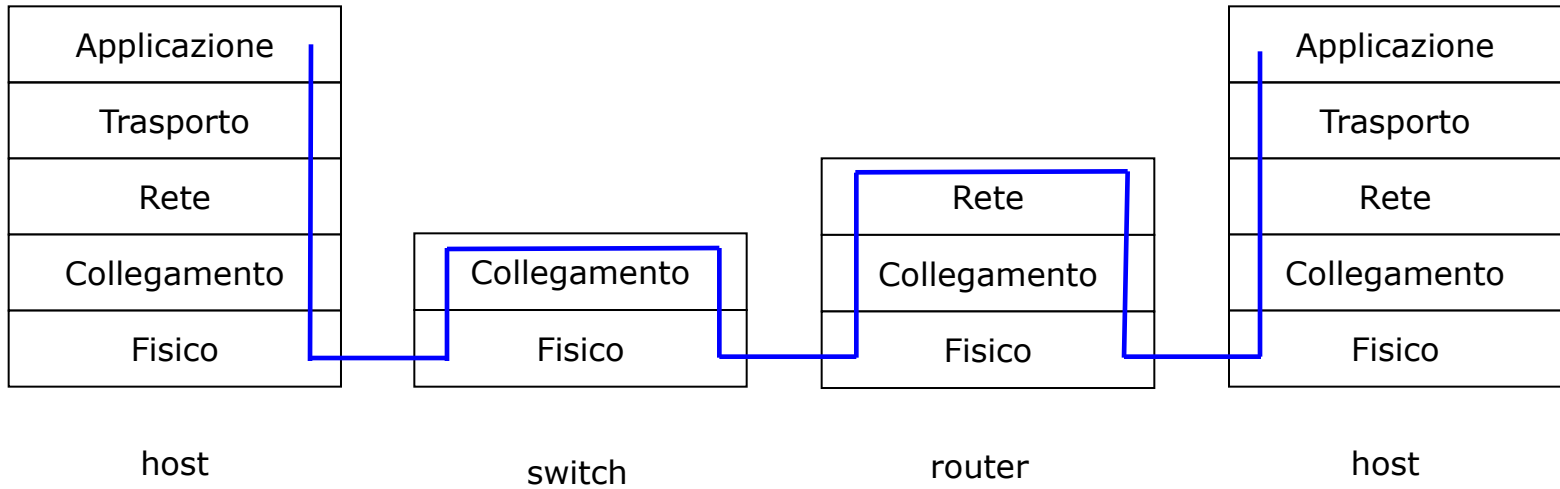 Applicazione
Trasporto
Rete
Collegamento
Fisico
host
Collegamento
Fisico
switch
Rete
Collegamento
Fisico
router
Applicazione
Trasporto
Rete
Collegamento
Fisico
host